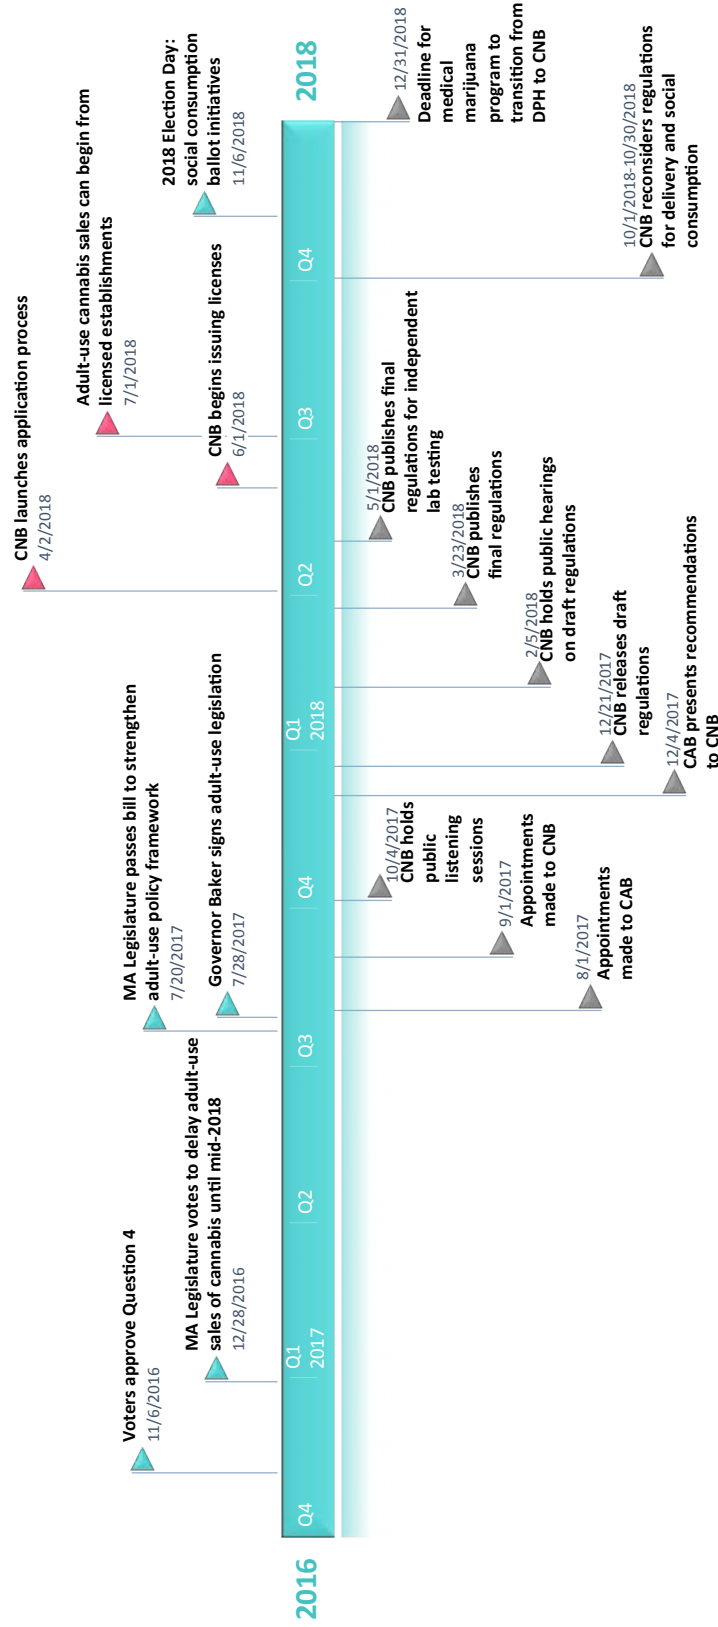 Voters approve Question 4
11/6/2016
MA Legislature votes to delay adult-use
sales of cannabis until mid-2018
12/28/2016
MA Legislature passes bill to strengthen
adult-use policy framework
7/20/2017
Governor Baker signs adult-use legislation
7/28/2017
CNB launches application process
4/2/2018
CNB begins issuing licenses
6/1/2018
Adult-use cannabis sales can begin from
licensed establishments
7/1/2018
2018 Election Day:
social consumption
ballot initiatives
11/6/2018
2016
Q4
Q1
2017
Q2
Q3
Q4
Q1
2018
Q2
Q3
Q4
2018
8/1/2017
Appointments
made to CAB
9/1/2017
Appointments
made to CNB
10/4/2017
CNB holds
public
listening
sessions
12/4/2017
CAB presents recommendations
to CNB
12/21/2017
CNB releases draft
regulations
2/5/2018
CNB holds public hearings
on draft regulations
3/23/2018
CNB publishes
final regulations
5/1/2018
CNB publishes final
regulations for independent
lab testing
10/1/2018-10/30/2018
CNB reconsiders regulations
for delivery and social
consumption
12/31/2018
Deadline for
medical
marijuana
program to
transition from
DPH to CNB